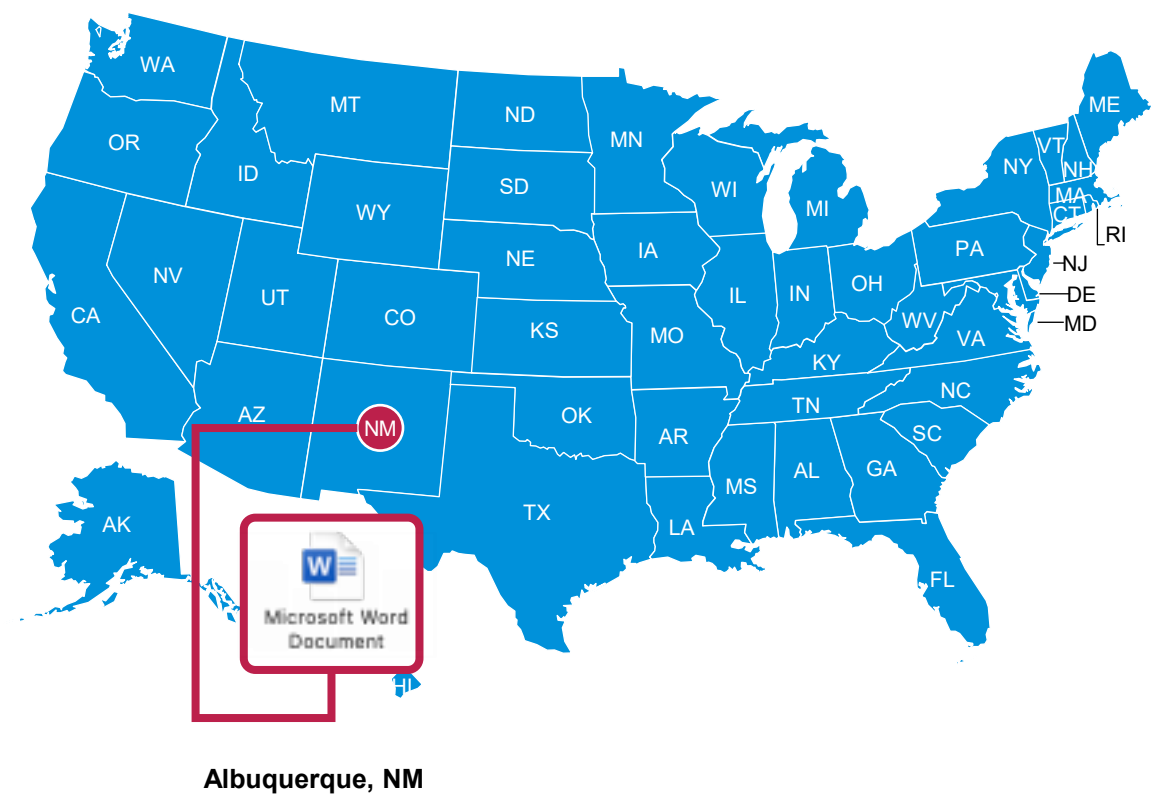 WA
MT
ND
MN
ME
OR
ID
SD
WI
MI
NY
VT
NH
MA
CT
RI
WY
NV
UT
CO
NE
IA
PA
NJ
CA
KS
MO
IL
IN
OH
WV
VA
DE
MD
KY
AZ
NM
OK
AR
TN
NC
SC
AK
TX
LA
MS
AL
GA
FL
W
Microsoft Word
Document
HI
Albuquerque, NM